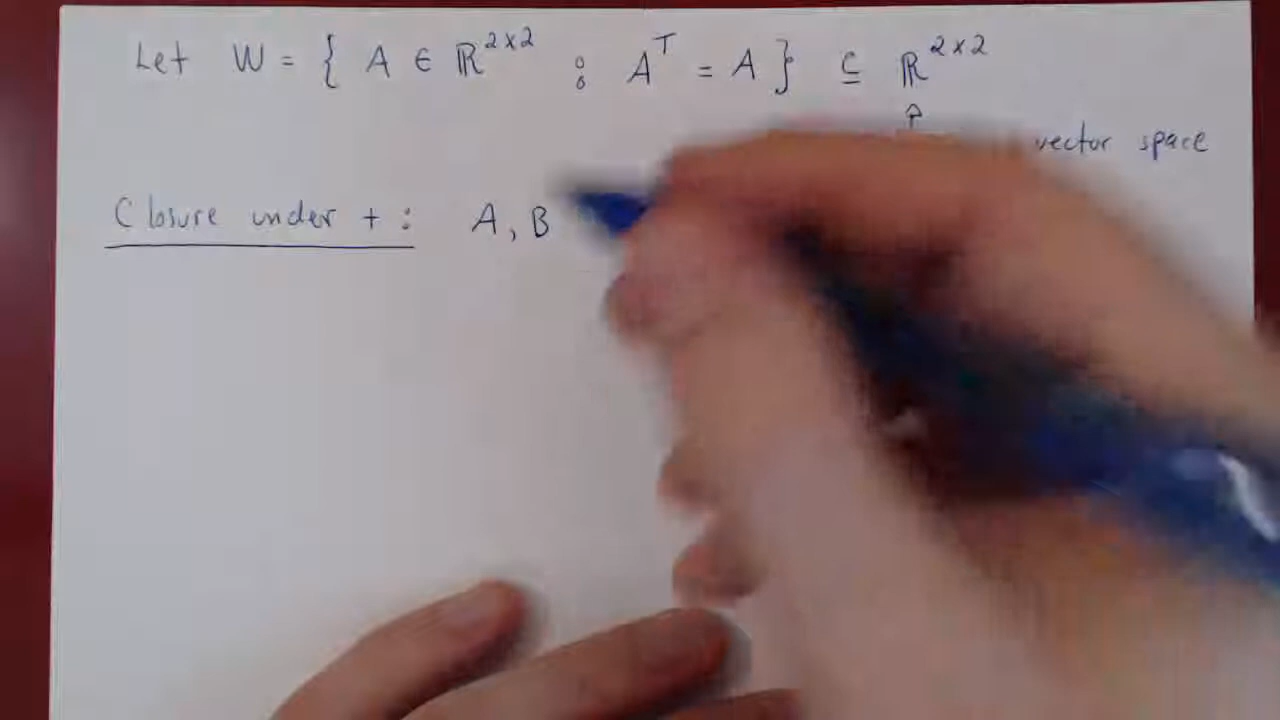 Let W = { A ∈ ℝ^{2×2} : A^T = A } ⊆ ℝ^{2×2}
vector space
Closure under + : A, B